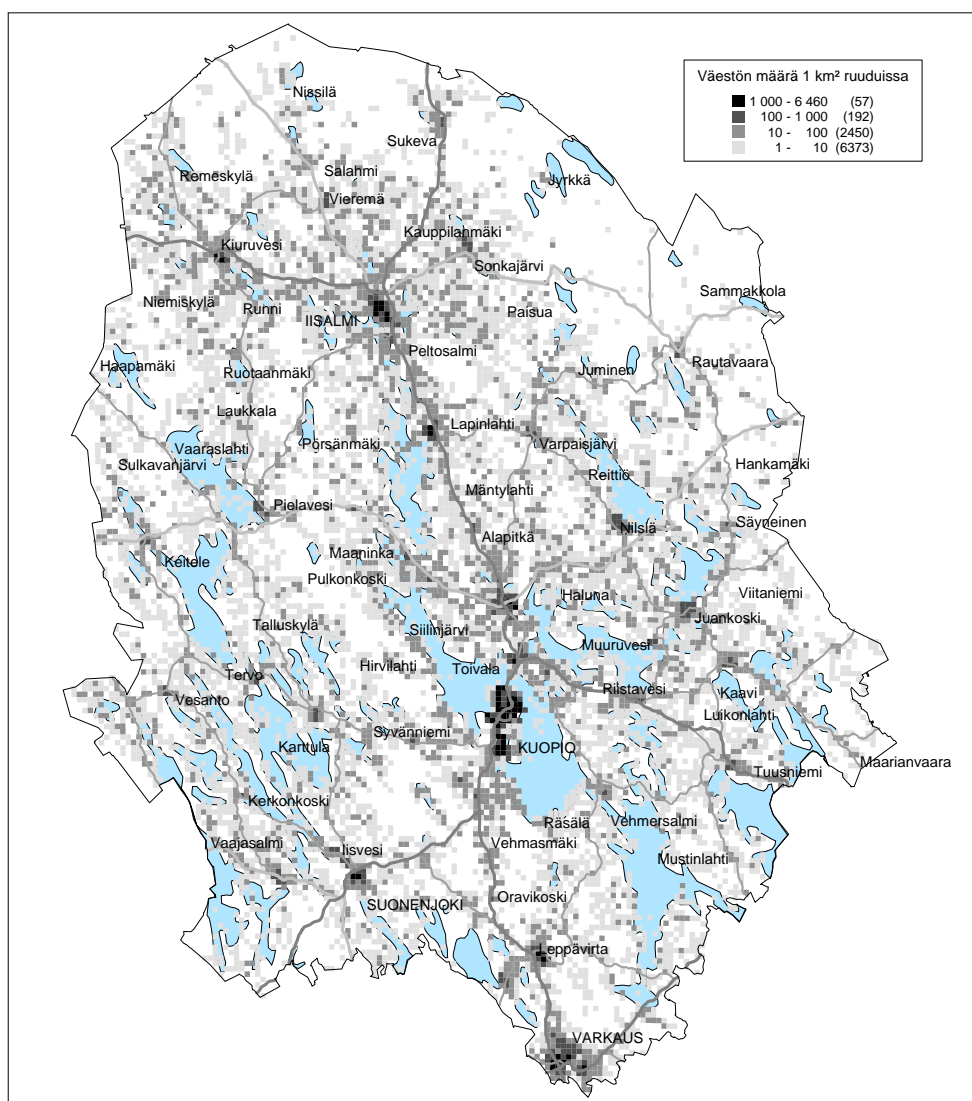 Väestön määrä 1 km² ruuduissa
1 000 - 6 460 (57)
100 - 1 000 (192)
10 - 100 (2450)
1 - 10 (6373)
Nissilä
Sukeva
Remeskylä
Salahmi
Jyrkkä
Vieremä
Kauppilanmäki
Kiuruvesi
Sonkajärvi
Sammakkola
Niemiskylä
Runni
Paisua
IISALMI
Peltosalmi
Rautavaara
Haapamäki
Ruotaanmäki
Juminen
Laukkala
Lapinlahti
Pörsänmäki
Varpaisjärvi
Vaaraslahti
Sulkavanjärvi
Hankamäki
Reittiö
Mäntylahti
Pielavesi
Nilsiä
Säyneinen
Alapitkä
Maaninka
Keitele
Pulkonkoski
Haluna
Viitaniemi
Talluskylä
Siilinjärvi
Juankoski
Muuruvesi
Hirvilahti
Toivala
Tervo
Riistavesi
Kaavi
Vesanto
Luikonlahti
Syvänniemi
Karttula
KUOPIO
Maarianvaara
Tuusniemi
Kerkonkoski
Räsälä
Vehmersalmi
Vaajasalmi
Iisvesi
Vehmasmäki
Mustinlahti
Oravikoski
SUONENJOKI
Leppävirta
VARKAUS